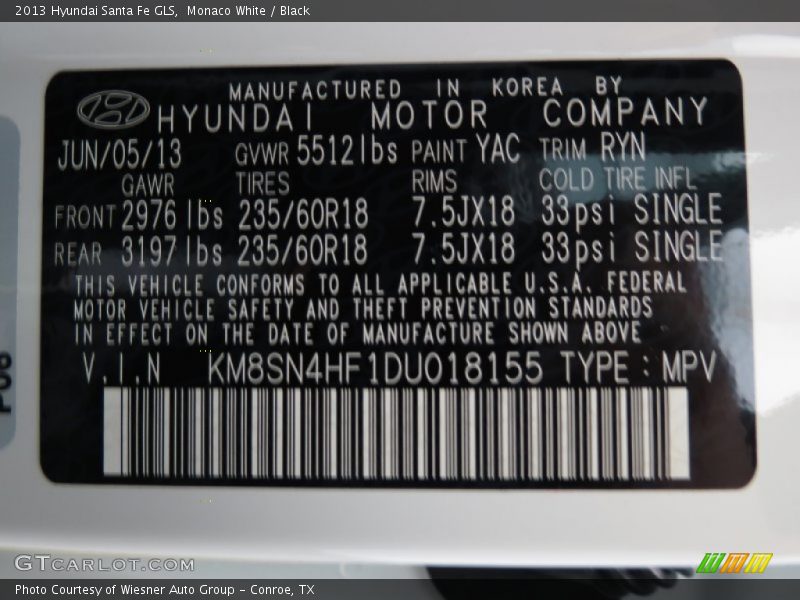 2013 Hyundai Santa Fe GLS,  Monaco White / Black
MANUFACTURED IN KOREA BY
HYUNDAI MOTOR COMPANY
JUN/05/13 GVWR 5512lbs PAINT YAC TRIM RYN
GAWR TIRES RIMS COLD TIRE INFL
FRONT 2976 lbs 235/60R18 7.5JX18 33psi SINGLE
REAR 3197 lbs 235/60R18 7.5JX18 33psi SINGLE
THIS VEHICLE CONFORMS TO ALL APPLICABLE U.S.A. FEDERAL
MOTOR VEHICLE SAFETY AND THEFT PREVENTION STANDARDS
IN EFFECT ON THE DATE OF MANUFACTURE SHOWN ABOVE
V.I.N KM8SN4HF1DU018155 TYPE : MPV
GTCARLOT.COM
Photo Courtesy of Wiesner Auto Group - Conroe, TX